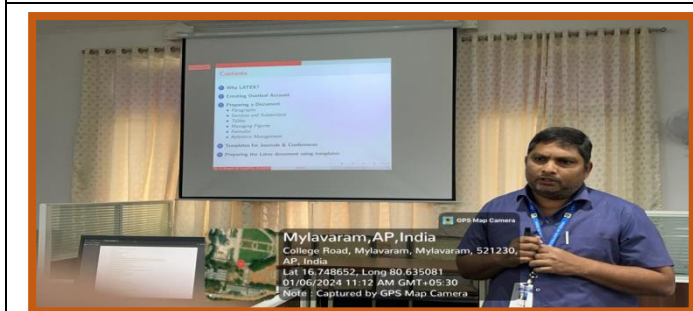 Contents
Why LATEX?
Creating Overleaf Account
Preparing a Document
Paragraphs
Sections and Subsections
Tables
Managing Figures
Formulas
Reference Management
Templates for Journals & Conferences
Preparing the Latex document using templates
GPS Map Camera
Mylavaram,AP,India
College Road, Mylavaram, Mylavaram, 521230,
AP, India
Lat 16.748652, Long 80.635081
01/06/2024 11:12 AM GMT+05:30
Note : Captured by GPS Map Camera